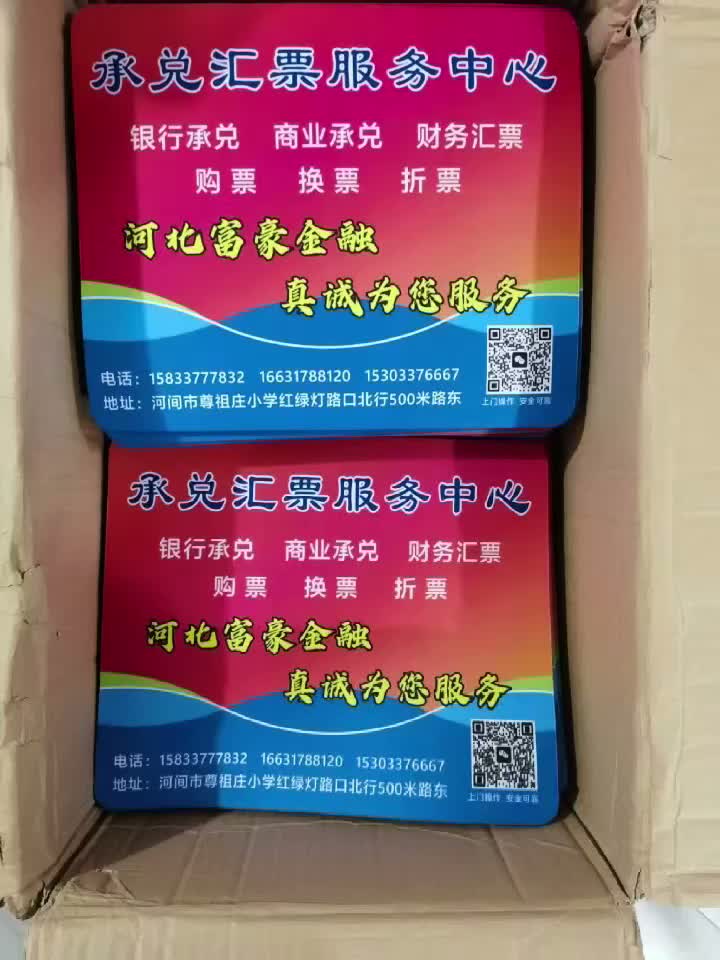 承兑汇票服务中心
银行承兑 商业承兑 财务汇票
购票 换票 折票
河北富豪金融
真诚为您服务
电话：15833777832 16631788120 15303376667
地址：河间市尊祖庄小学红绿灯路口北行500米路东
上门操作 安全可靠
承兑汇票服务中心
银行承兑 商业承兑 财务汇票
购票 换票 折票
河北富豪金融
真诚为您服务
电话：15833777832 16631788120 15303376667
地址：河间市尊祖庄小学红绿灯路口北行500米路东
上门操作 安全可靠